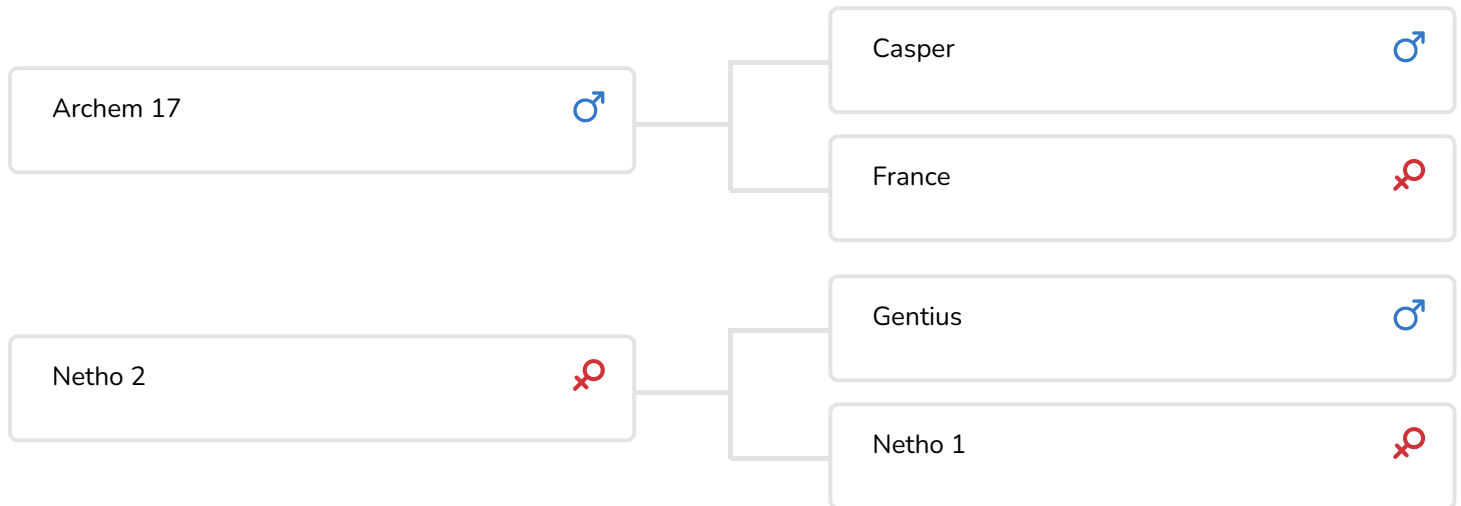 Casper
Archem 17
France
Gentius
Netho 2
Netho 1